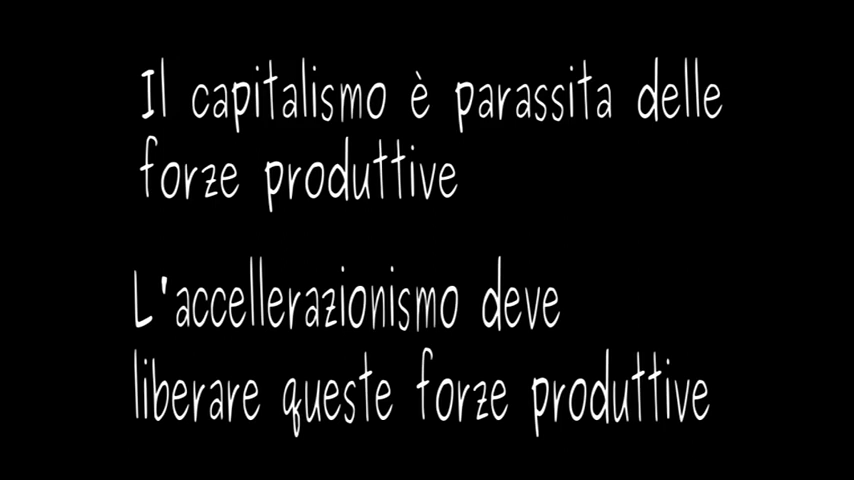 Il capitalismo è parassita delle
forze produttive
L'accellerazionismo deve
liberare queste forze produttive